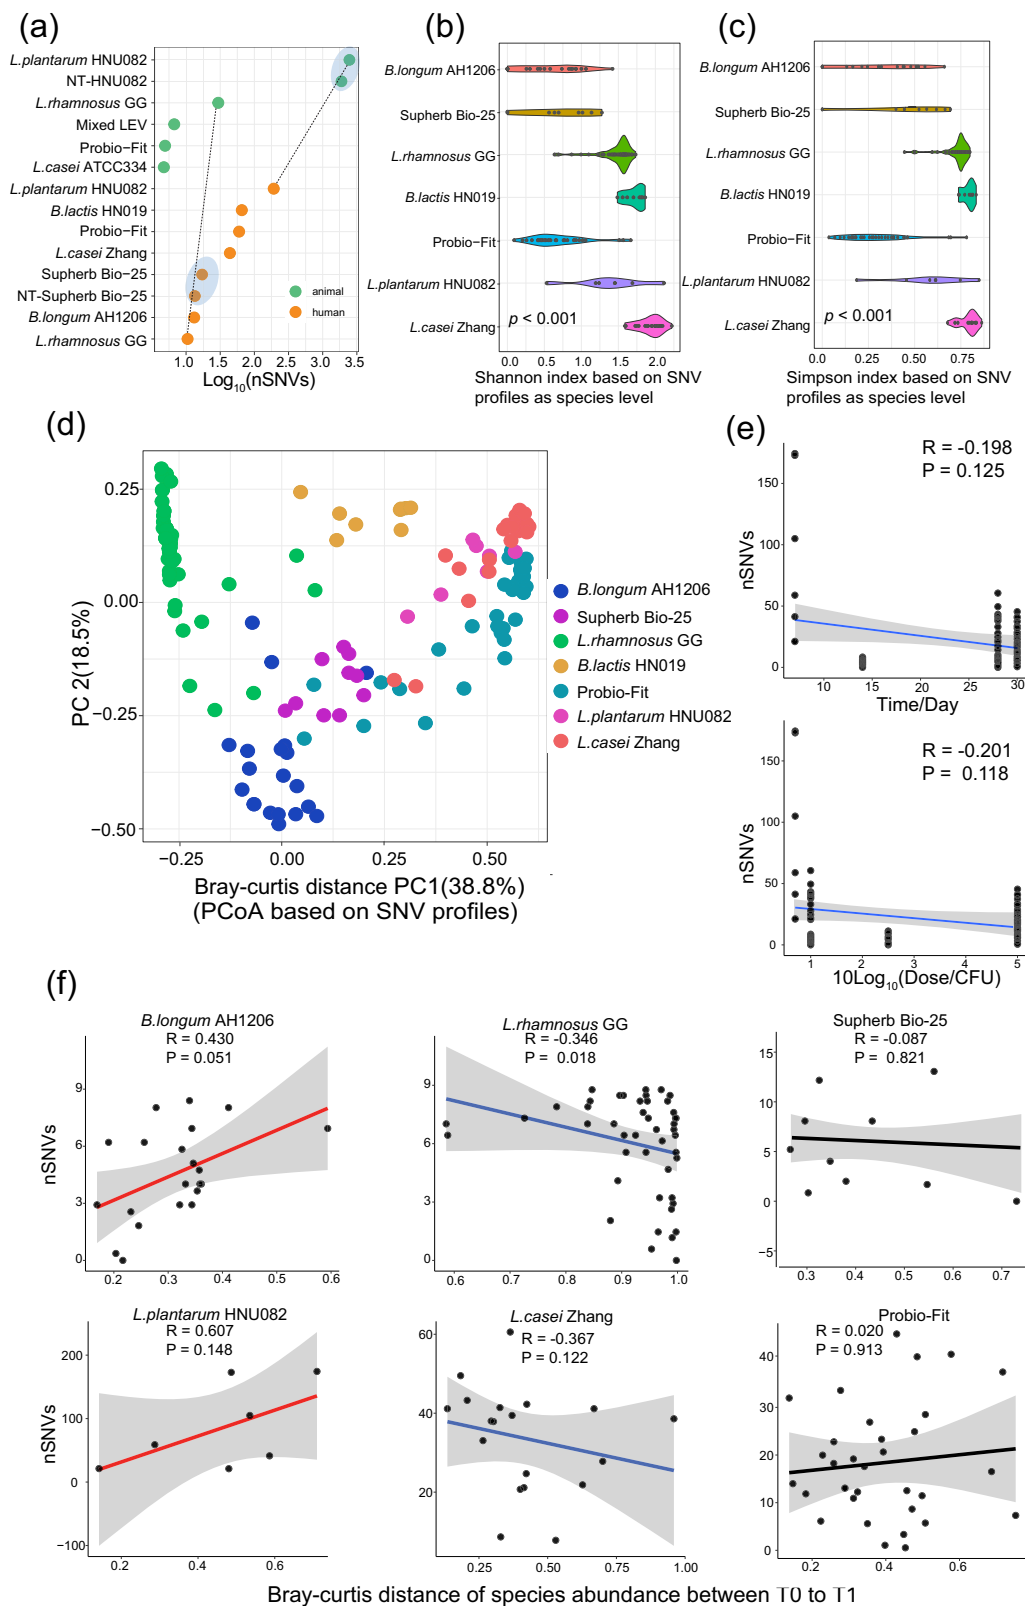 (a)
L.plantarum HNU082
NT-HNU082
L.rhamnosus GG
Mixed LEV
Probio-Fit
L.casei ATCC334
L.plantarum HNU082
B.lactis HN019
Probio-Fit
L.casei Zhang
Supherb Bio-25
NT-Supherb Bio-25
B.longum AH1206
L.rhamnosus GG
animal
human
1.0 1.5 2.0 2.5 3.0 3.5
Log10(nSNVs)
(b)
B.longum AH1206
Supherb Bio-25
L.rhamnosus GG
B.lactis HN019
Probio-Fit
L.plantarum HNU082
L.casei Zhang
p < 0.001
0.0 0.5 1.0 1.5 2.0
Shannon index based on SNV
profiles as species level
(c)
B.longum AH1206
Supherb Bio-25
L.rhamnosus GG
B.lactis HN019
Probio-Fit
L.plantarum HNU082
L.casei Zhang
p < 0.001
0.0 0.25 0.50 0.75
Simpson index based on SNV
profiles as species level
(d)
PC 2(18.5%)
0.25
0.00
−0.25
−0.50
−0.25 0.00 0.25 0.50
Bray-curtis distance PC1(38.8%)
(PCoA based on SNV profiles)
B.longum AH1206
Supherb Bio-25
L.rhamnosus GG
B.lactis HN019
Probio-Fit
L.plantarum HNU082
L.casei Zhang
(e)
R = -0.198
P = 0.125
nSNVs
150
100
50
0
10 15 20 25 30
Time/Day
R = -0.201
P = 0.118
nSNVs
150
100
50
0
1 2 3 4 5
10Log10(Dose/CFU)
(f)
B.longum AH1206
R = 0.430
P = 0.051
nSNVs
9
6
3
0
0.2 0.3 0.4 0.5 0.6
L.rhamnosus GG
R = -0.346
P = 0.018
9
6
3
0
0.6 0.7 0.8 0.9 1.0
Supherb Bio-25
R = -0.087
P = 0.821
15
10
5
0
−5
0.3 0.4 0.5 0.6 0.7
L.plantarum HNU082
R = 0.607
P = 0.148
nSNVs
200
100
0
−100
0.2 0.4 0.6
L.casei Zhang
R = -0.367
P = 0.122
60
40
20
0.25 0.50 0.75 1.00
Probio-Fit
R = 0.020
P = 0.913
40
30
20
10
0
0.2 0.4 0.6
Bray-curtis distance of species abundance between T0 to T1